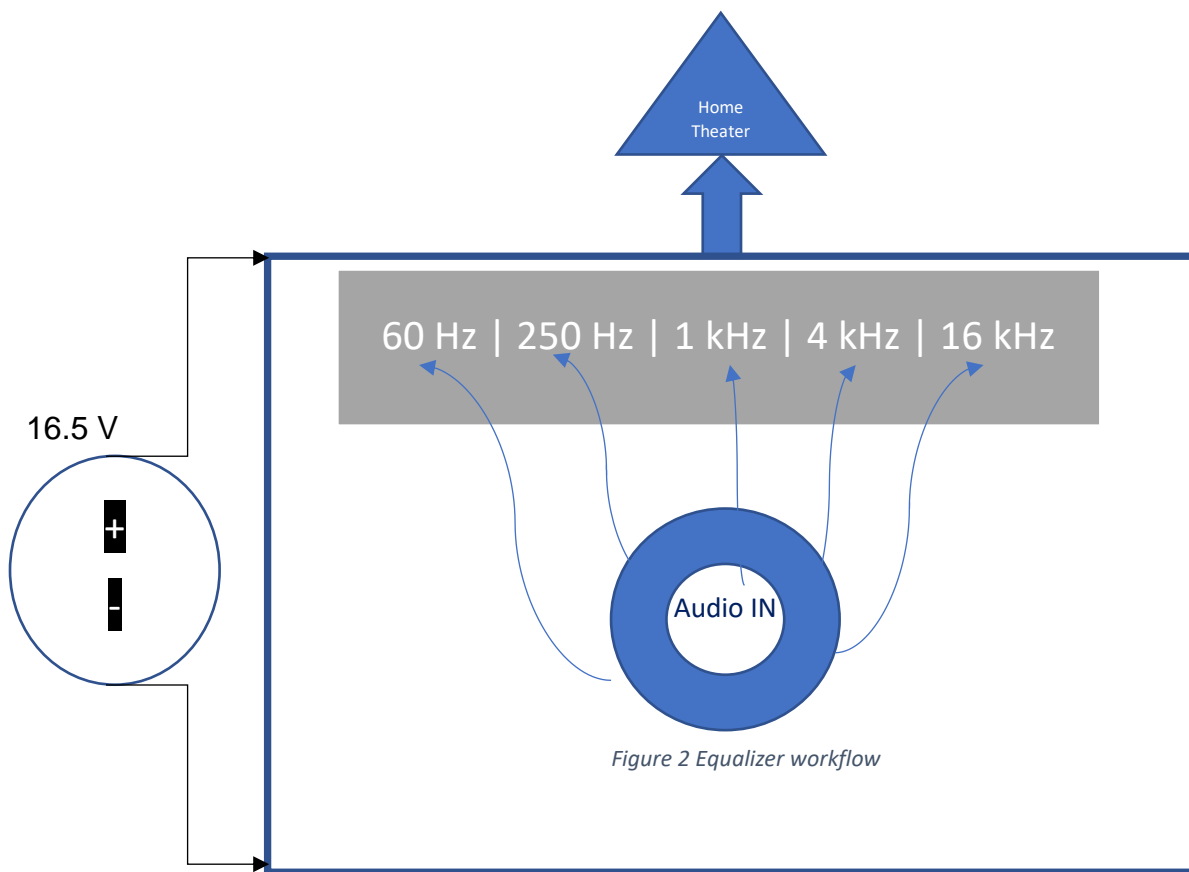 Home
Theater
60 Hz | 250 Hz | 1 kHz | 4 kHz | 16 kHz
16.5 V
+
-
Audio IN
Figure 2 Equalizer workflow